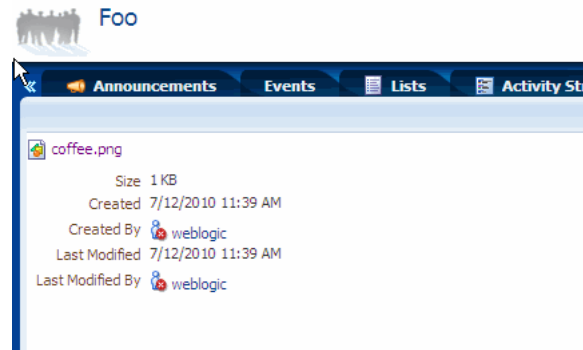 Foo
Announcements Events Lists Activity
coffee.png
Size 1 KB
Created 7/12/2010 11:39 AM
Created By weblogic
Last Modified 7/12/2010 11:39 AM
Last Modified By weblogic